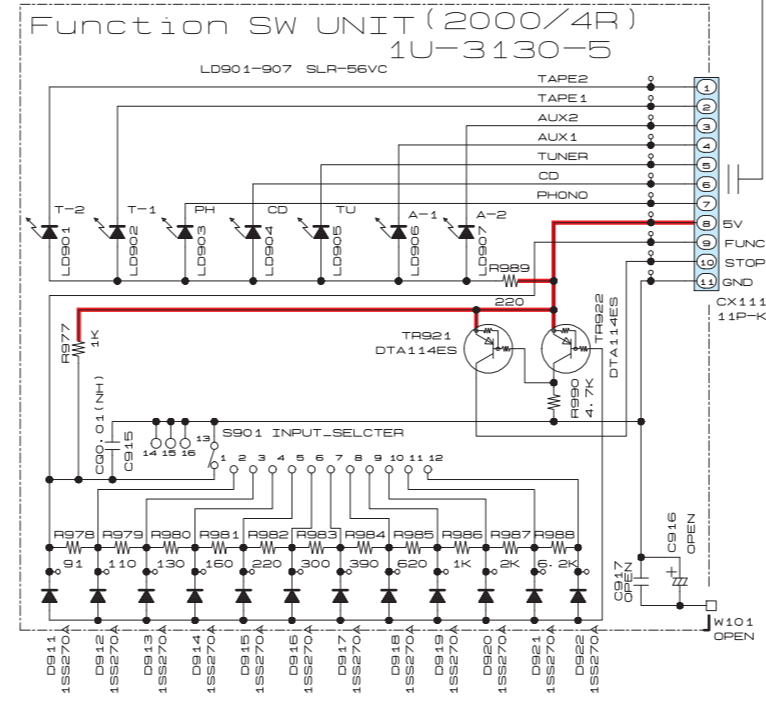 Function SW UNIT(2000/4R)
1U-3130-5
LD901-907 SLR-56VC
TAPE2
1
TAPE1
2
AUX2
3
AUX1
4
TUNER
5
CD
6
PHONO
7
8 5V
9 FUNC
10 STOP
11 GND
CX111
11P-K
T-2 T-1 PH CD TU A-1 A-2
LD901 LD902 LD903 LD904 LD905 LD906 LD907
R989
220
R977
1K
TR921
DTA114ES
TR922
DTA114ES
R990
4.7K
CQ0.01(NH)
C915
14 15 16
13
S901 INPUT_SELCTER
1 2 3 4 5 6 7 8 9 10 11 12
R978 R979 R980 R981 R982 R983 R984 R985 R986 R987 R988
91 110 130 160 220 300 390 620 1K 2K 6.2K
C916
OPEN
+
C917
OPEN
W101
OPEN
D911 D912 D913 D914 D915 D916 D917 D918 D919 D920 D921 D922
1SS270A 1SS270A 1SS270A 1SS270A 1SS270A 1SS270A 1SS270A 1SS270A 1SS270A 1SS270A 1SS270A 1SS270A